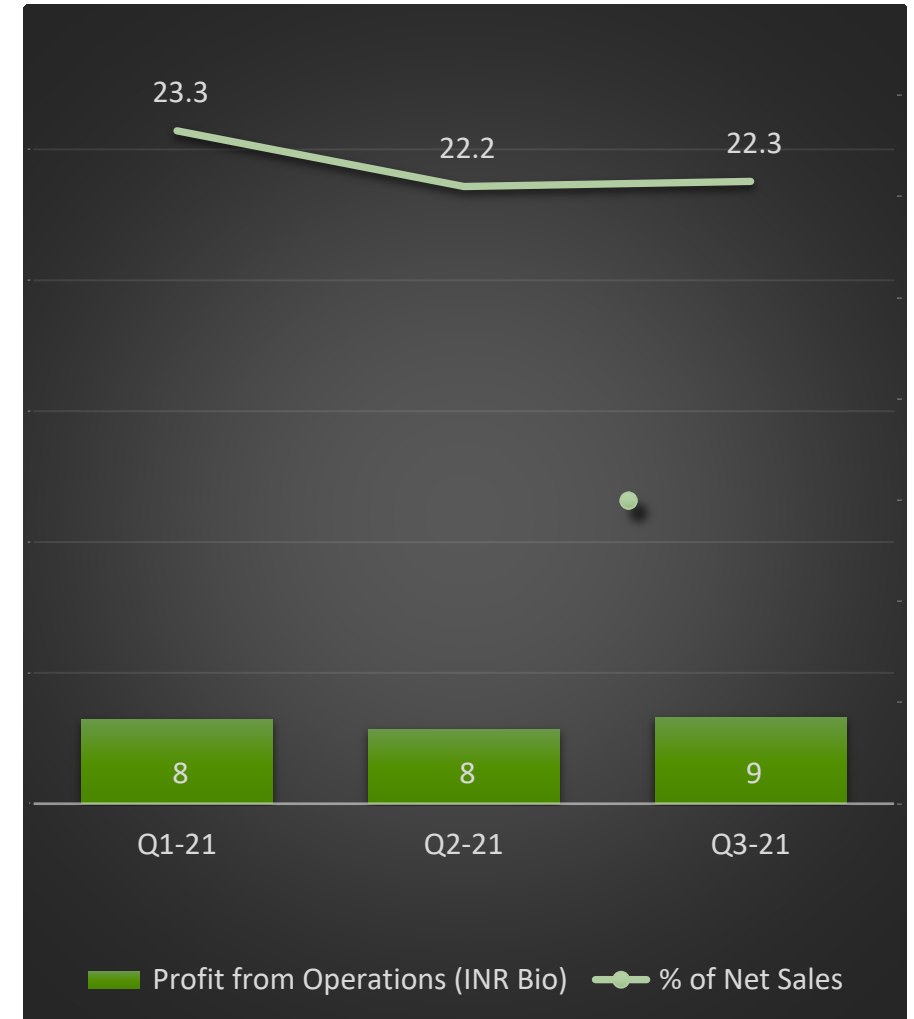 23.3
22.2
22.3
8
8
9
Q1-21
Q2-21
Q3-21
Profit from Operations (INR Bio)
% of Net Sales